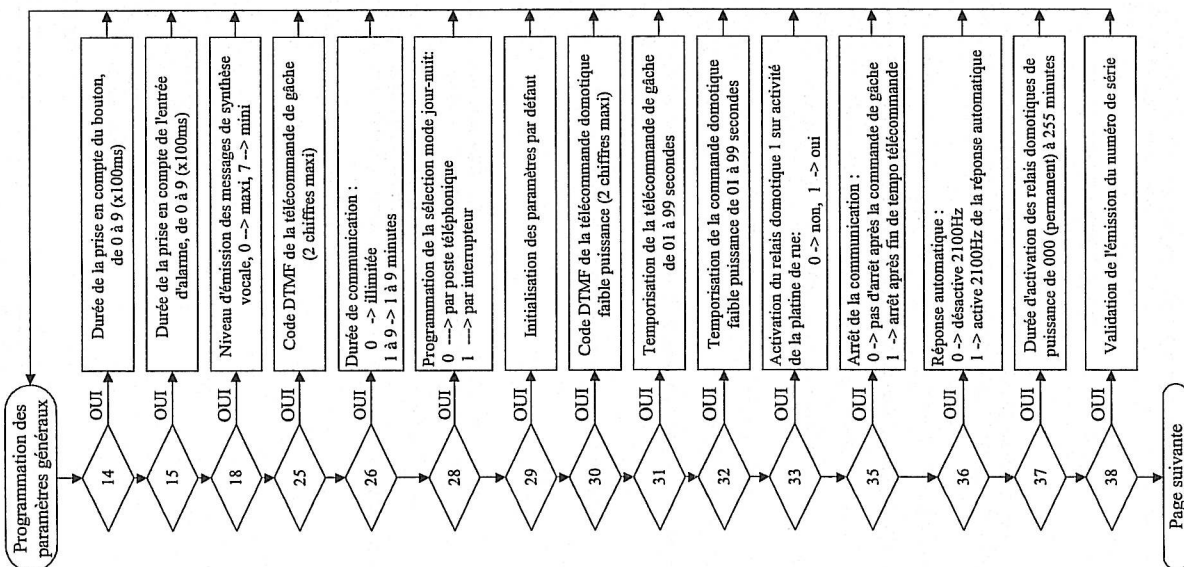 Programmation des
paramètres généraux
14
OUI
Durée de la prise en compte du bouton,
de 0 à 9 (x100ms)
15
OUI
Durée de la prise en compte de l'entrée
d'alarme, de 0 à 9 (x100ms)
18
OUI
Niveau d'émission des messages de synthèse
vocale, 0 --> maxi, 7 --> mini
25
OUI
Code DTMF de la télécommande de gâche
(2 chiffres maxi)
26
OUI
Durée de communication :
0 -> illimitée
1 à 9 -> 1 à 9 minutes
28
OUI
Programmation de la sélection mode jour-nuit:
0 ---> par poste téléphonique
1 ---> par interrupteur
29
OUI
Initialisation des paramètres par défaut
30
OUI
Code DTMF de la télécommande domotique
faible puissance (2 chiffres maxi)
31
OUI
Temporisation de la télécommande de gâche
de 01 à 99 secondes
32
OUI
Temporisation de la commande domotique
faible puissance de 01 à 99 secondes
33
OUI
Activation du relais domotique 1 sur activité
de la platine de rue:
0 -> non, 1 -> oui
35
OUI
Arrêt de la communication :
0 -> pas d'arrêt après la commande de gâche
1 -> arrêt après fin de tempo télécommande
36
OUI
Réponse automatique :
0 -> désactive 2100Hz
1 -> active 2100Hz de la réponse automatique
37
OUI
Durée d'activation des relais domotiques de
puissance de 000 (permanent) à 255 minutes
38
OUI
Validation de l'émission du numéro de série
Page suivante